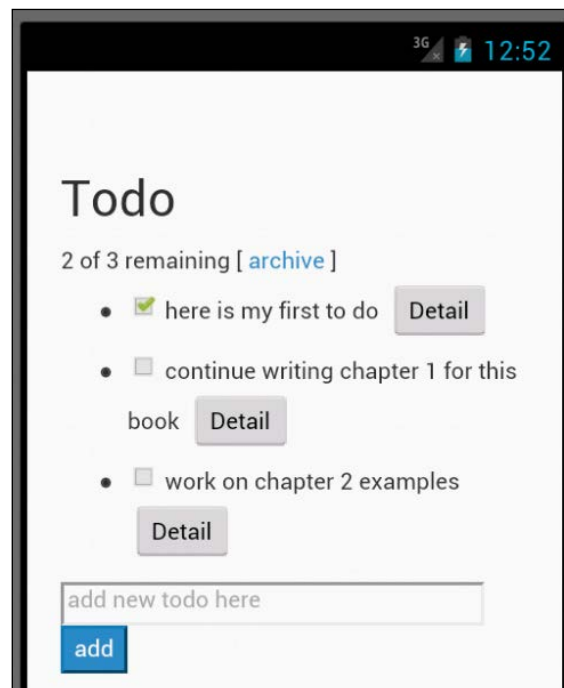 3G 12:52
Todo
2 of 3 remaining [ archive ]
here is my first to do Detail
continue writing chapter 1 for this
book Detail
work on chapter 2 examples
Detail
add new todo here
add